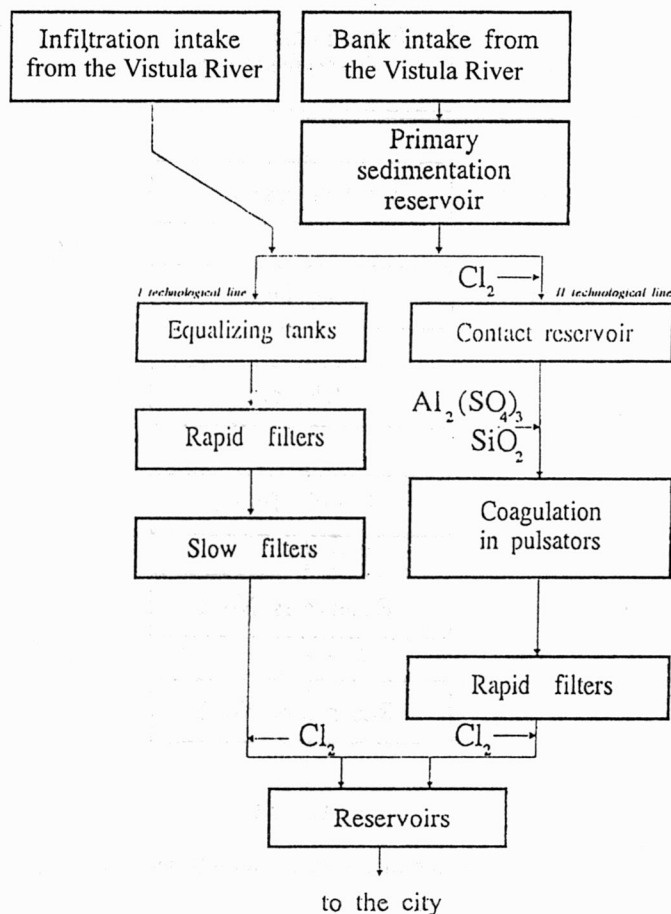 Infiltration intake
from the Vistula River
Bank intake from
the Vistula River
Primary
sedimentation
reservoir
Cl₂
I technological line
II technological line
Equalizing tanks
Contact reservoir
Al₂(SO₄)₃
SiO₂
Rapid filters
Coagulation
in pulsators
Slow filters
Rapid filters
Cl₂
Cl₂
Reservoirs
to the city